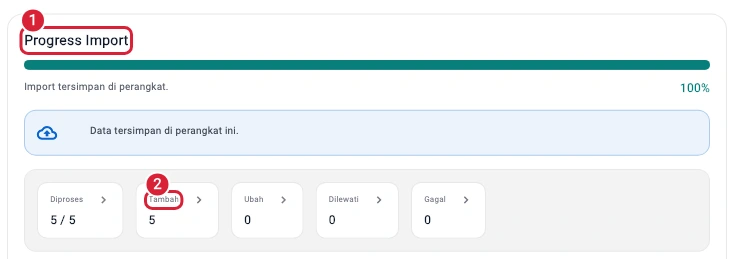 1
Progress Import
Import tersimpan di perangkat.
100%
Data tersimpan di perangkat ini.
2
Diproses
Tambah
Ubah
Dilewati
Gagal
5 / 5
5
0
0
0